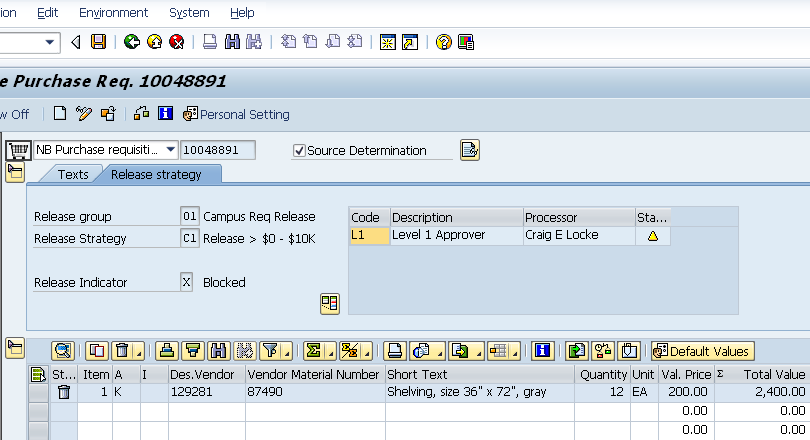 ion Edit Environment System Help
e Purchase Req. 10048891
w Off Personal Setting
NB Purchase requisiti... 10048891 Source Determination
Texts Release strategy
Release group 01 Campus Req Release
Release Strategy C1 Release > $0 - $10K
Release Indicator X Blocked
Code Description Processor Sta...
L1 Level 1 Approver Craig E Locke
Default Values
St... Item A I Des.Vendor Vendor Material Number Short Text Quantity Unit Val. Price Σ Total Value
1 K 129281 87490 Shelving, size 36" x 72", gray 12 EA 200.00 2,400.00
0.00 0.00
0.00 0.00